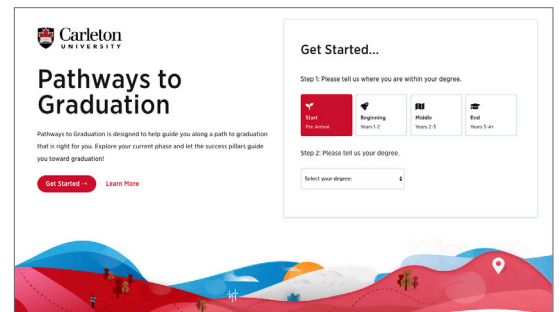 Carleton
UNIVERSITY
Pathways to
Graduation
Pathways to Graduation is designed to help guide you along a path to graduation
that is right for you. Explore your current phase and let the success pillars guide
you toward graduation!
Get Started →
Learn More
Get Started...
Step 1: Please tell us where you are within your degree.
Start
Pre-Arrival
Beginning
Years 1-2
Middle
Years 2-3
End
Years 3-4+
Step 2: Please tell us your degree.
Select your degree: